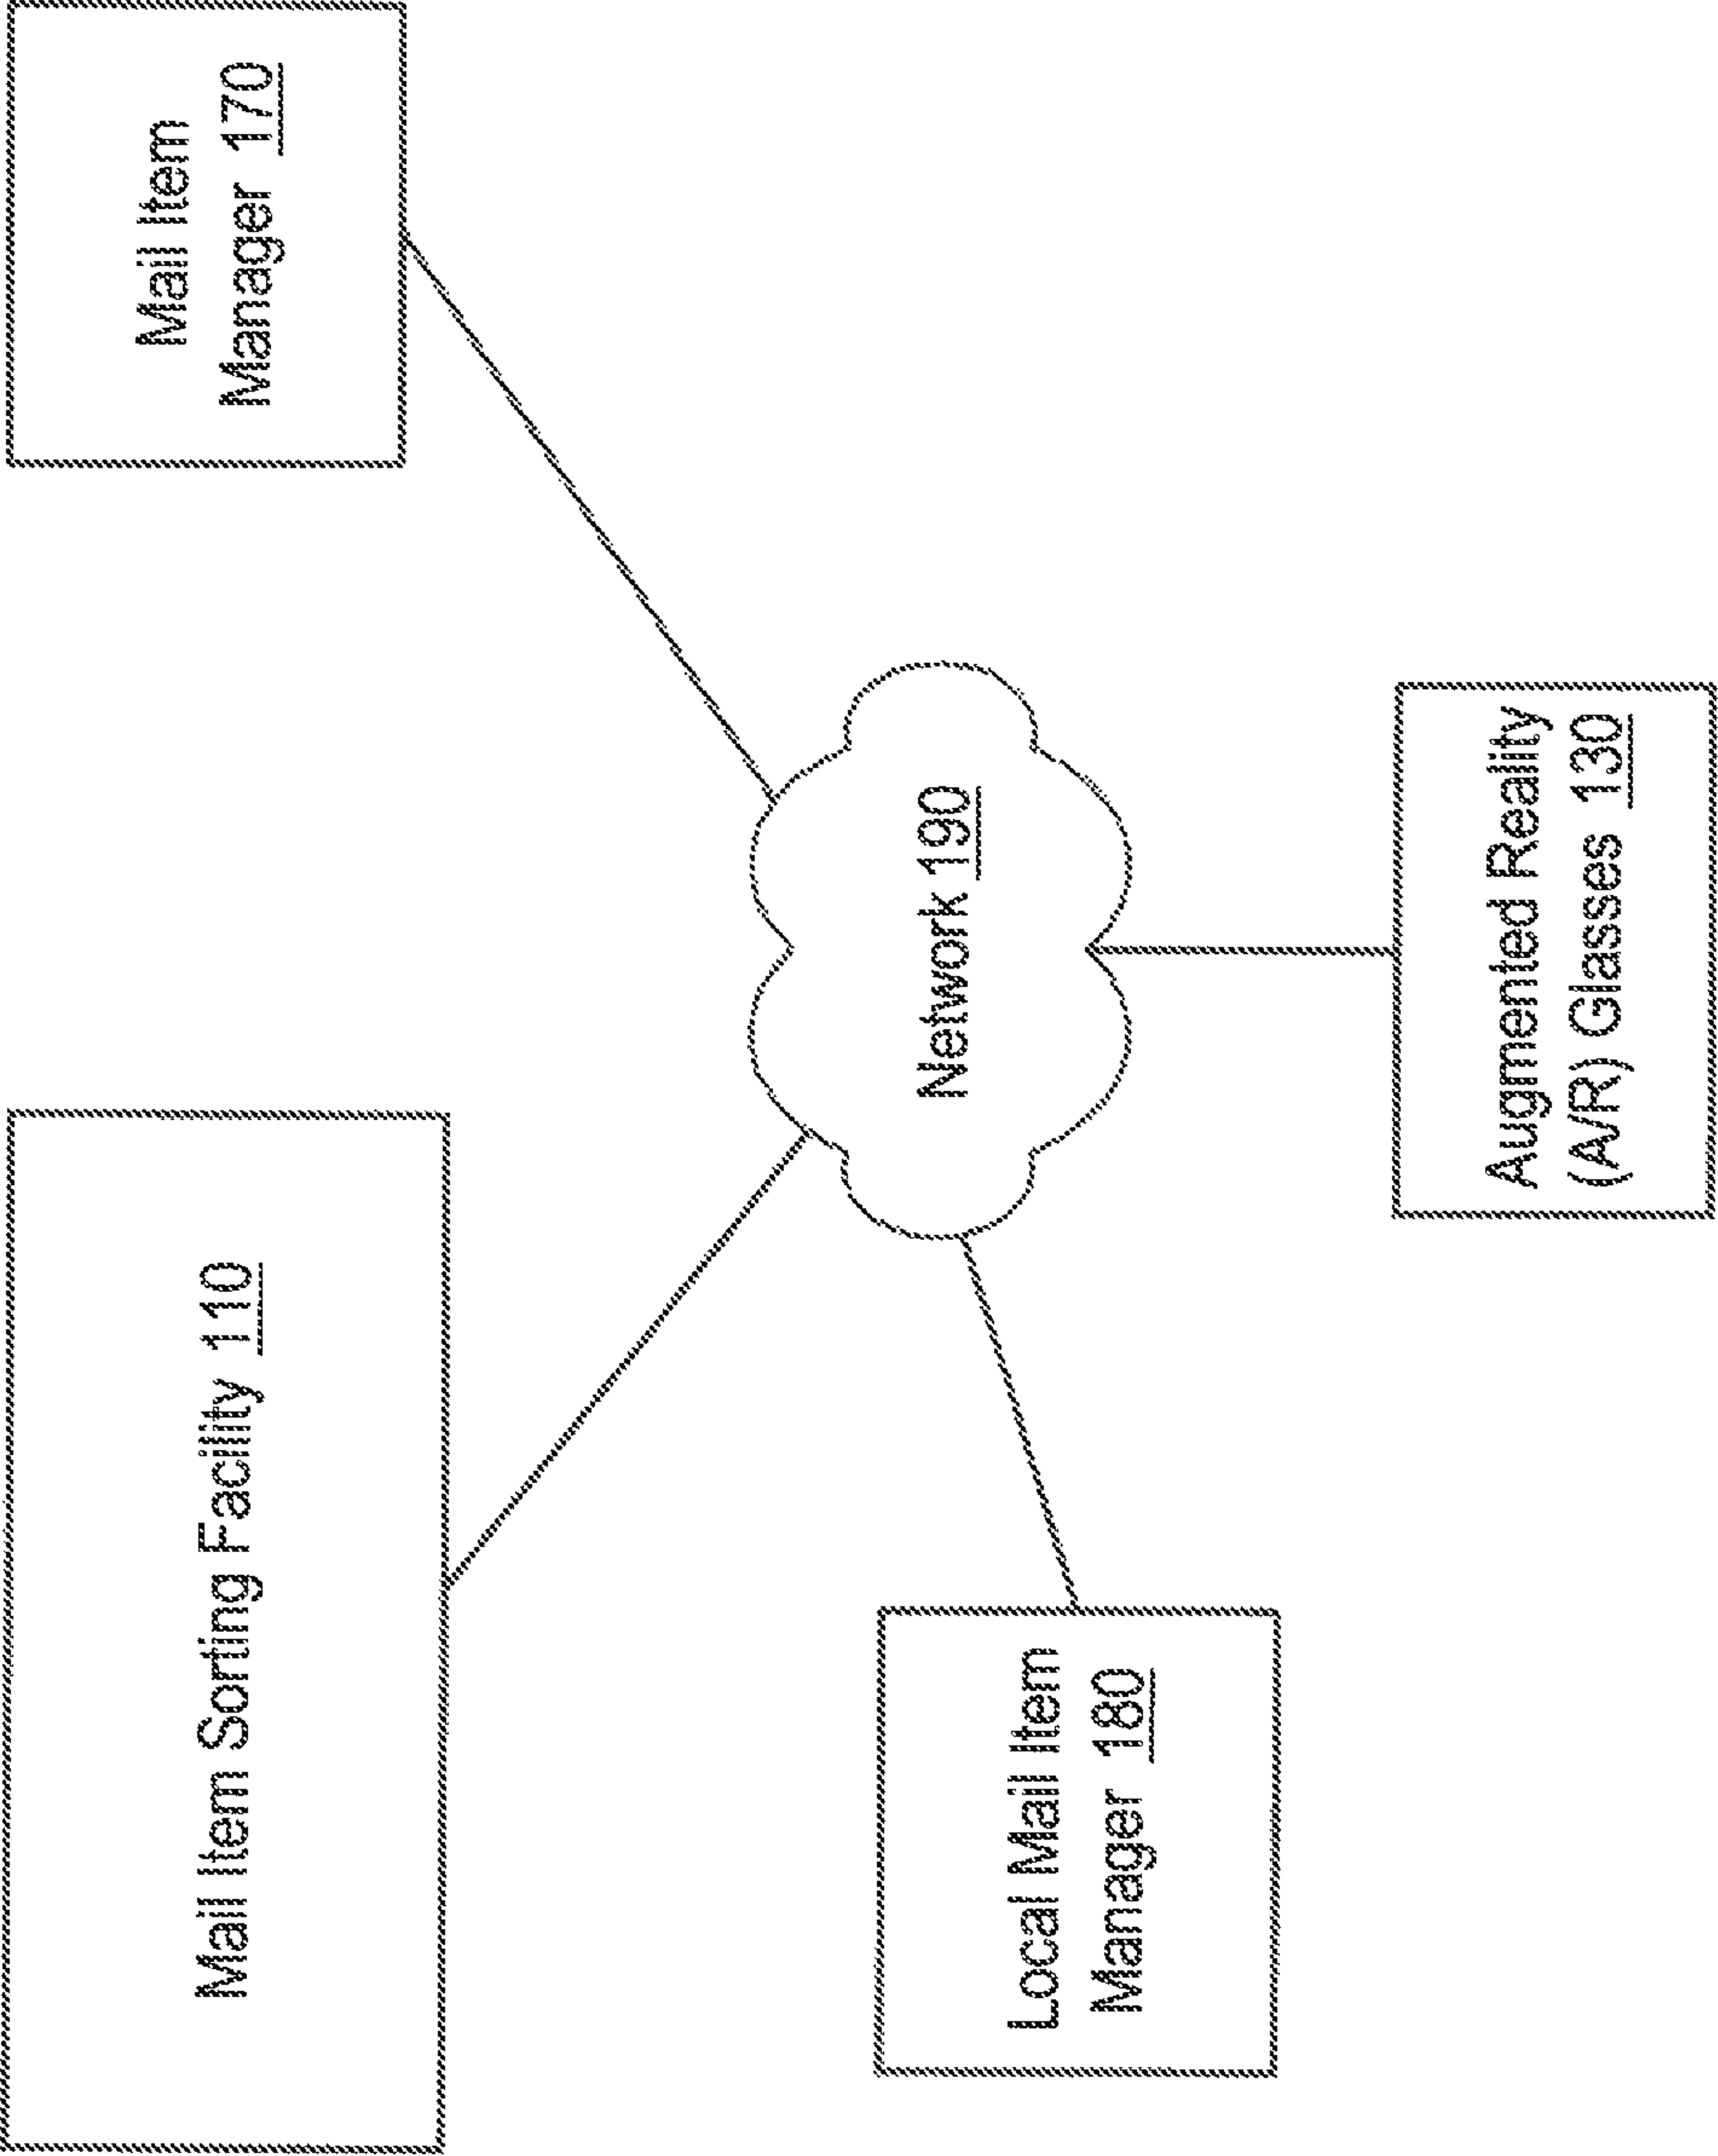 Mail Item Sorting Facility 110
Mail Item
Manager 170
Network 190
Local Mail Item
Manager 180
Augmented Reality
(A/R) Glasses 130